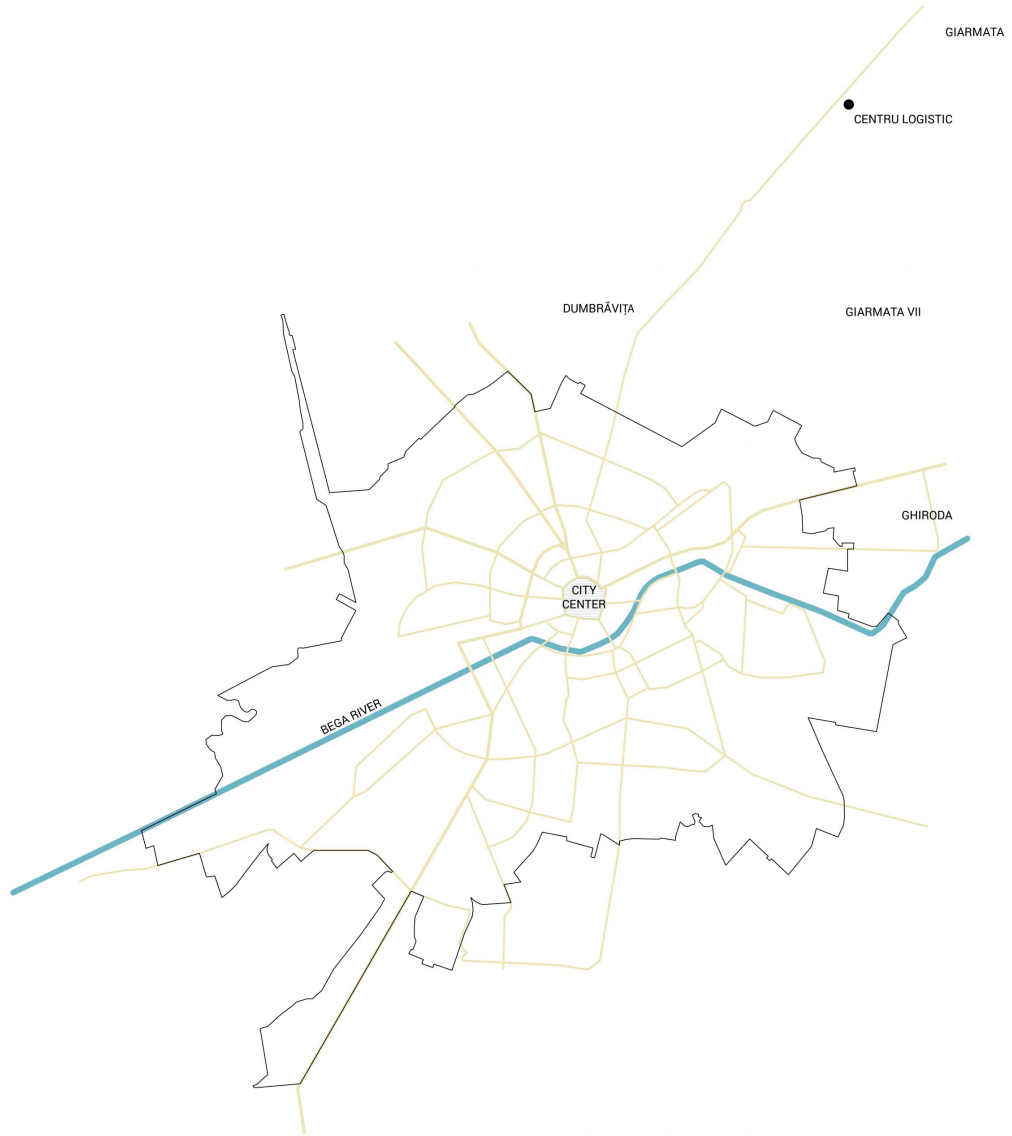 GIARMATA
CENTRU LOGISTIC
DUMBRĂVIȚA
GIARMATA VII
GHIRODA
CITY
CENTER
BEGA RIVER